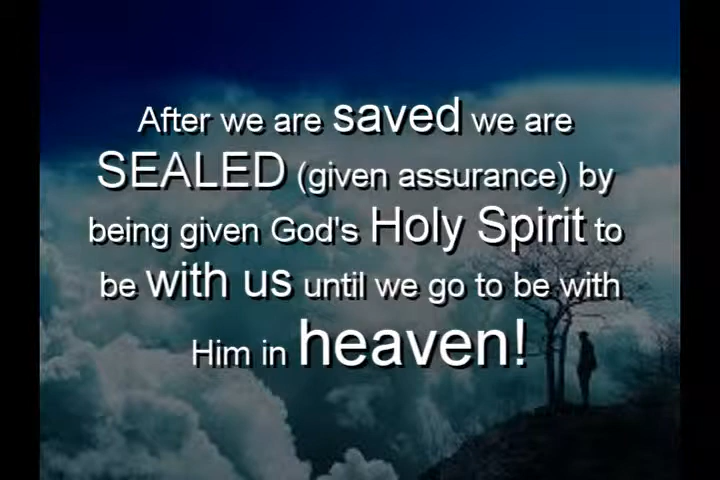 After we are saved we are
SEALED (given assurance) by
being given God's Holy Spirit to
be with us until we go to be with
Him in heaven!